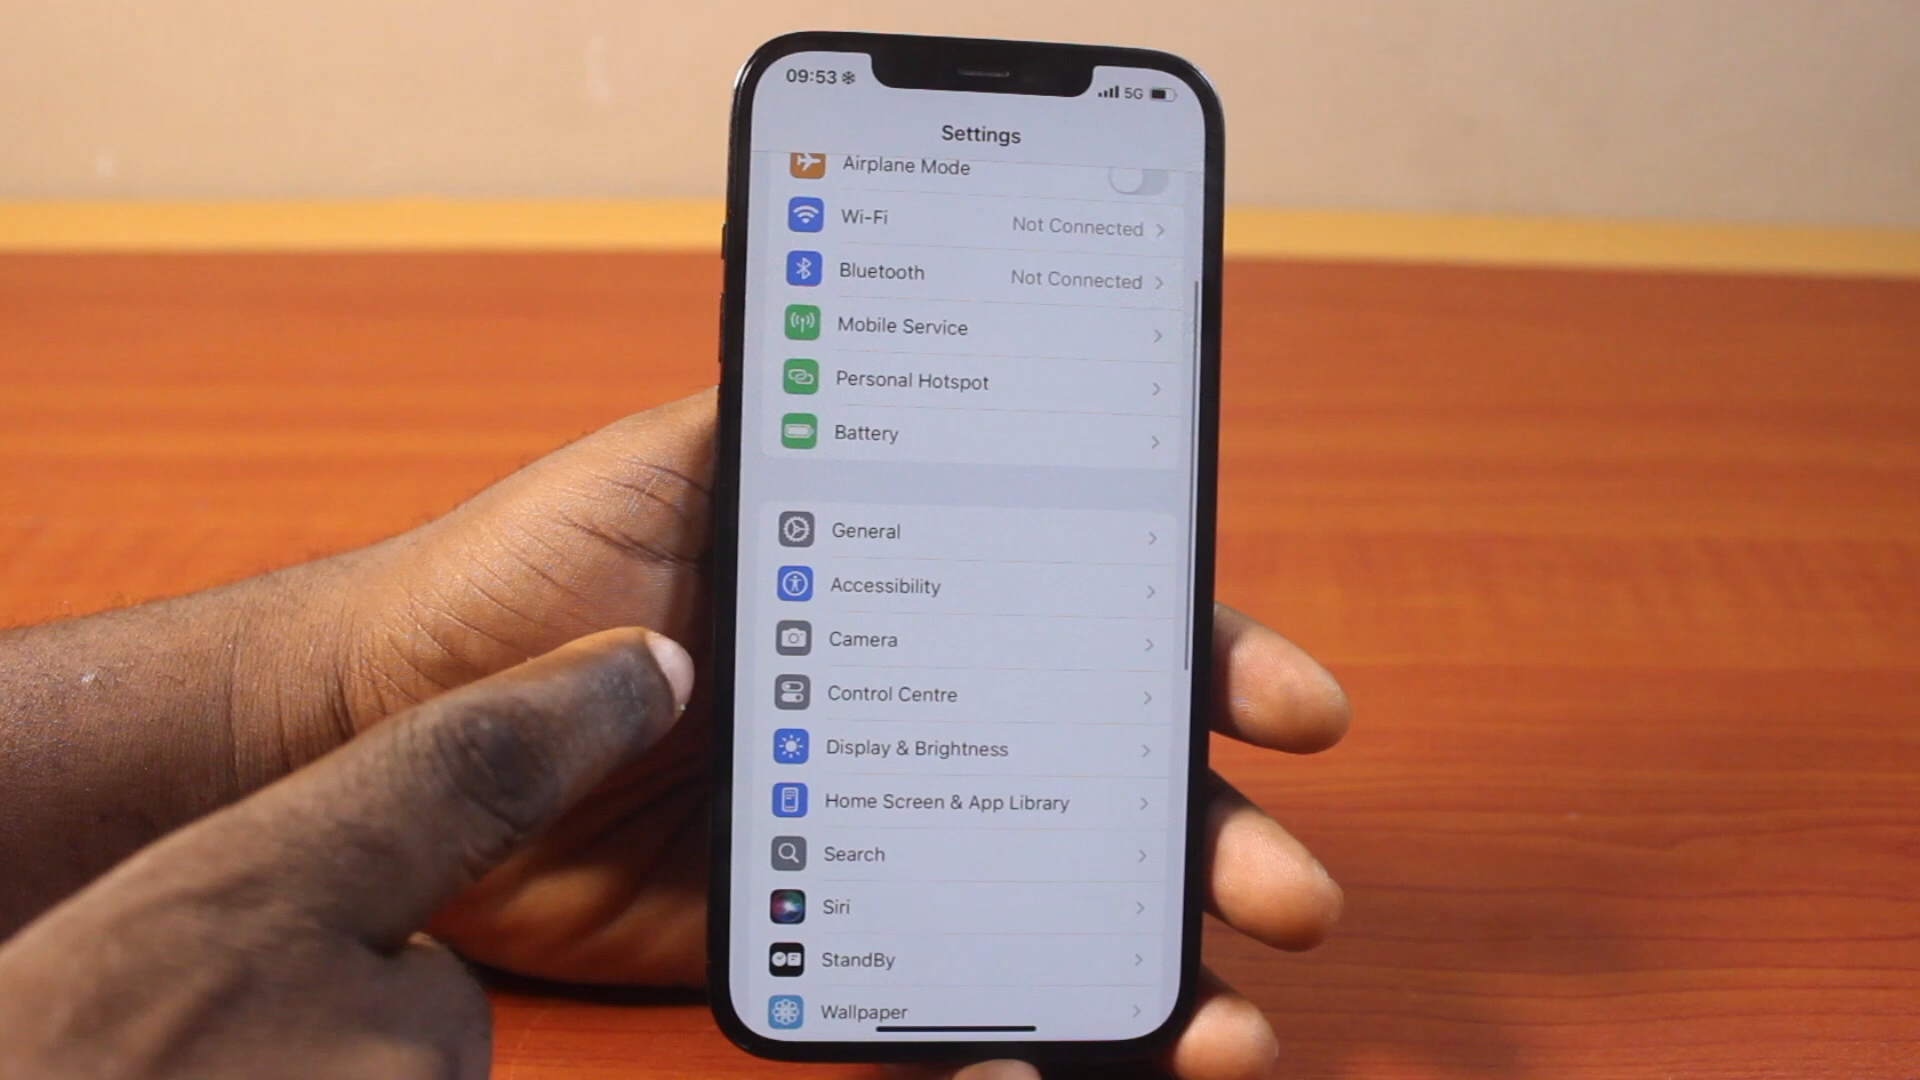 09:53
5G
Settings
Airplane Mode
Wi-Fi Not Connected
Bluetooth Not Connected
Mobile Service
Personal Hotspot
Battery
General
Accessibility
Camera
Control Centre
Display & Brightness
Home Screen & App Library
Search
Siri
StandBy
Wallpaper